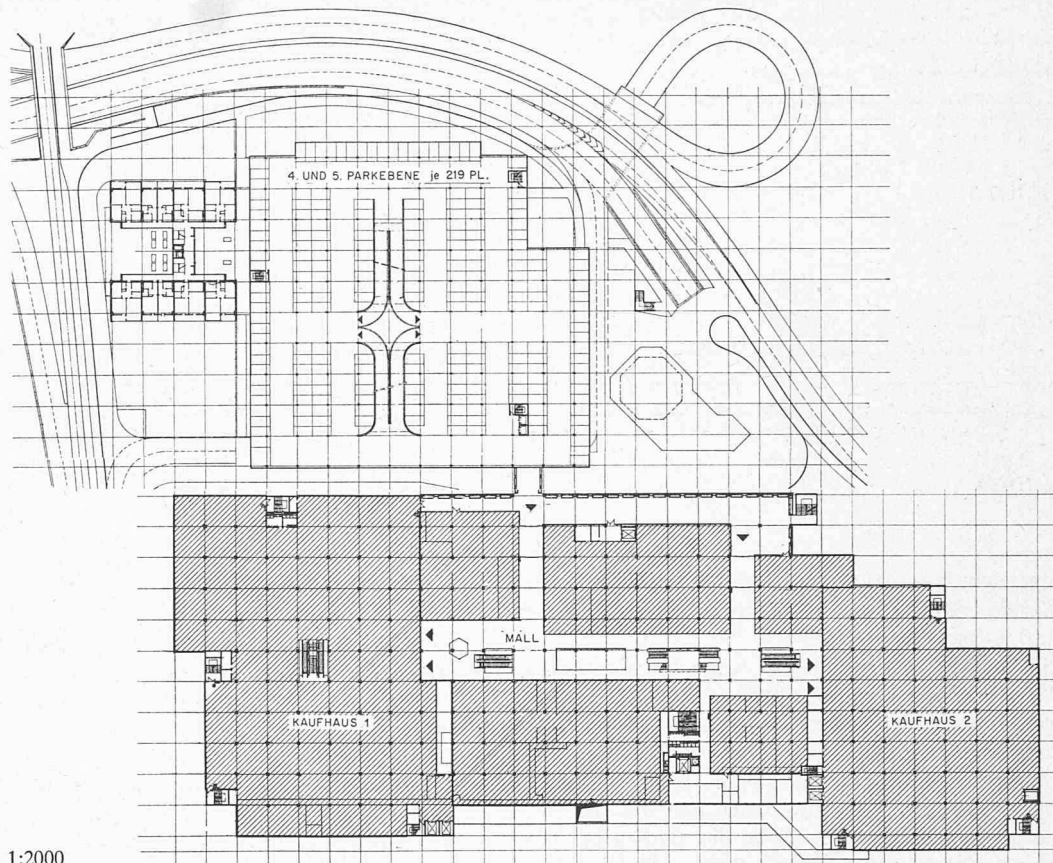 4. UND 5. PARKEBENE je 219 PL.
MALL
KAUFHAUS 1
KAUFHAUS 2
1:2000